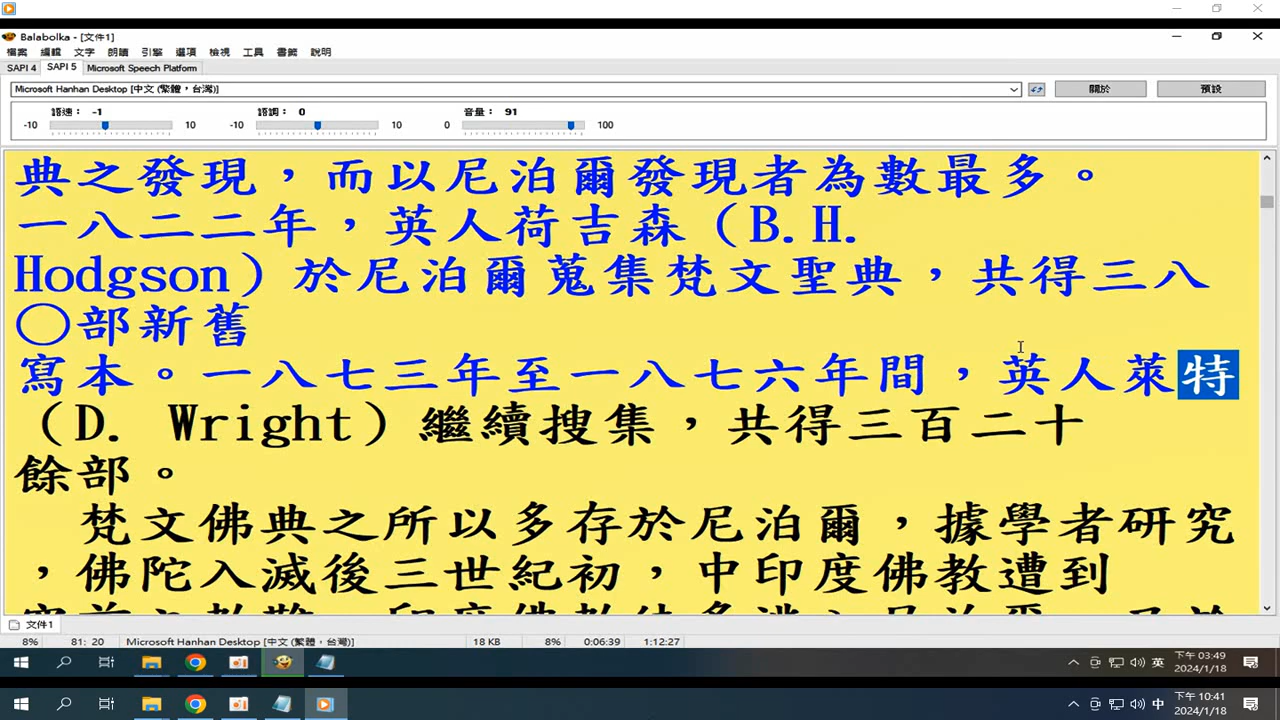 Balabolka - [文件1]
檔案 編輯 文字 朗讀 引擎 選項 檢視 工具 書籤 說明
SAPI 4 SAPI 5 Microsoft Speech Platform
Microsoft Hanhan Desktop [中文 (繁體，台灣)] 關於 預設
語速： -1 語調： 0 音量： 91
-10 10 -10 10 0 100
典之發現，而以尼泊爾發現者為數最多。
一八二二年，英人荷吉森（B.H.
Hodgson）於尼泊爾蒐集梵文聖典，共得三八
○部新舊
寫本。一八七三年至一八七六年間，英人萊特
（D. Wright）繼續搜集，共得三百二十
餘部。
梵文佛典之所以多存於尼泊爾，據學者研究
，佛陀入滅後三世紀初，中印度佛教遭到
文件1
8% 81: 20 Microsoft Hanhan Desktop [中文 (繁體，台灣)] 18 KB 8% 0:06:39 1:12:27
英 下午 03:49
2024/1/18
中 下午 10:41
2024/1/18